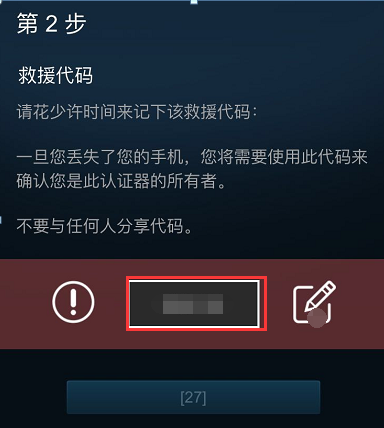 第 2 步
救援代码
请花少许时间来记下该救援代码：
一旦您丢失了您的手机，您将需要使用此代码来
确认您是此认证器的所有者。
不要与任何人分享代码。
[27]